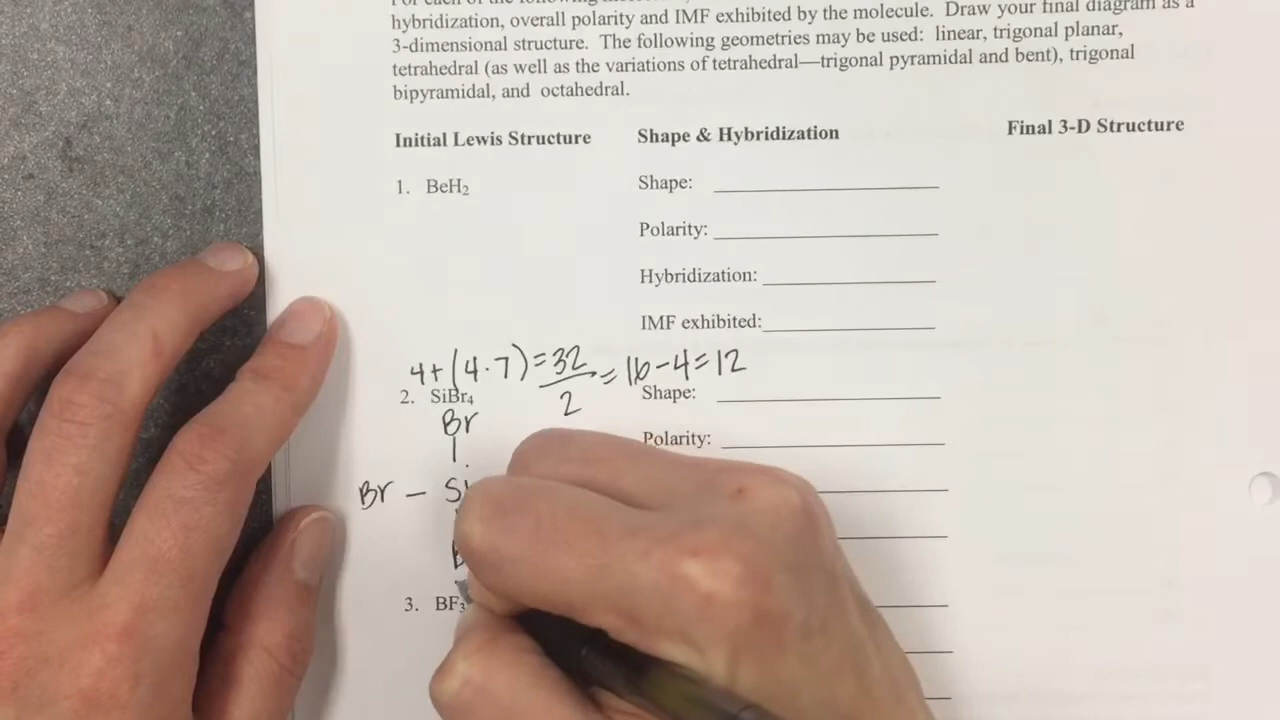 hybridization, overall polarity and IMF exhibited by the molecule. Draw your final diagram as a
3-dimensional structure. The following geometries may be used: linear, trigonal planar,
tetrahedral (as well as the variations of tetrahedral—trigonal pyramidal and bent), trigonal
bipyramidal, and octahedral.
Initial Lewis Structure Shape & Hybridization Final 3-D Structure
1. BeH₂ Shape:
Polarity:
Hybridization:
IMF exhibited:
4+(4·7)=32/2=16-4=12
2. SiBr₄ Shape:
Br
Polarity:
Br – Si
3. BF₃